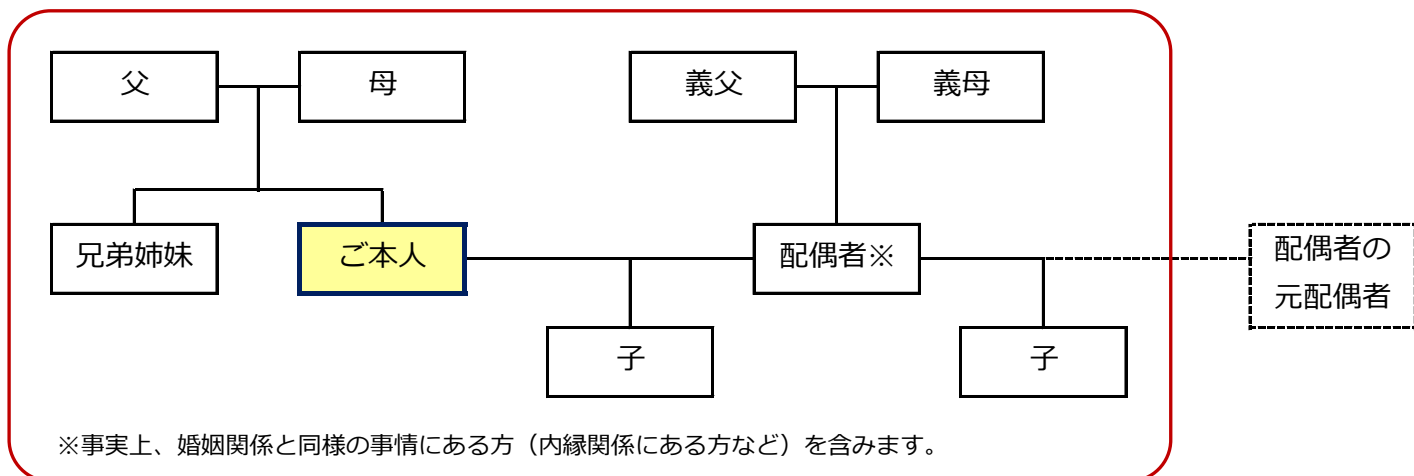 父
母
義父
義母
兄弟姉妹
ご本人
配偶者※
配偶者の
元配偶者
子
子
※事実上、婚姻関係と同様の事情にある方（内縁関係にある方など）を含みます。